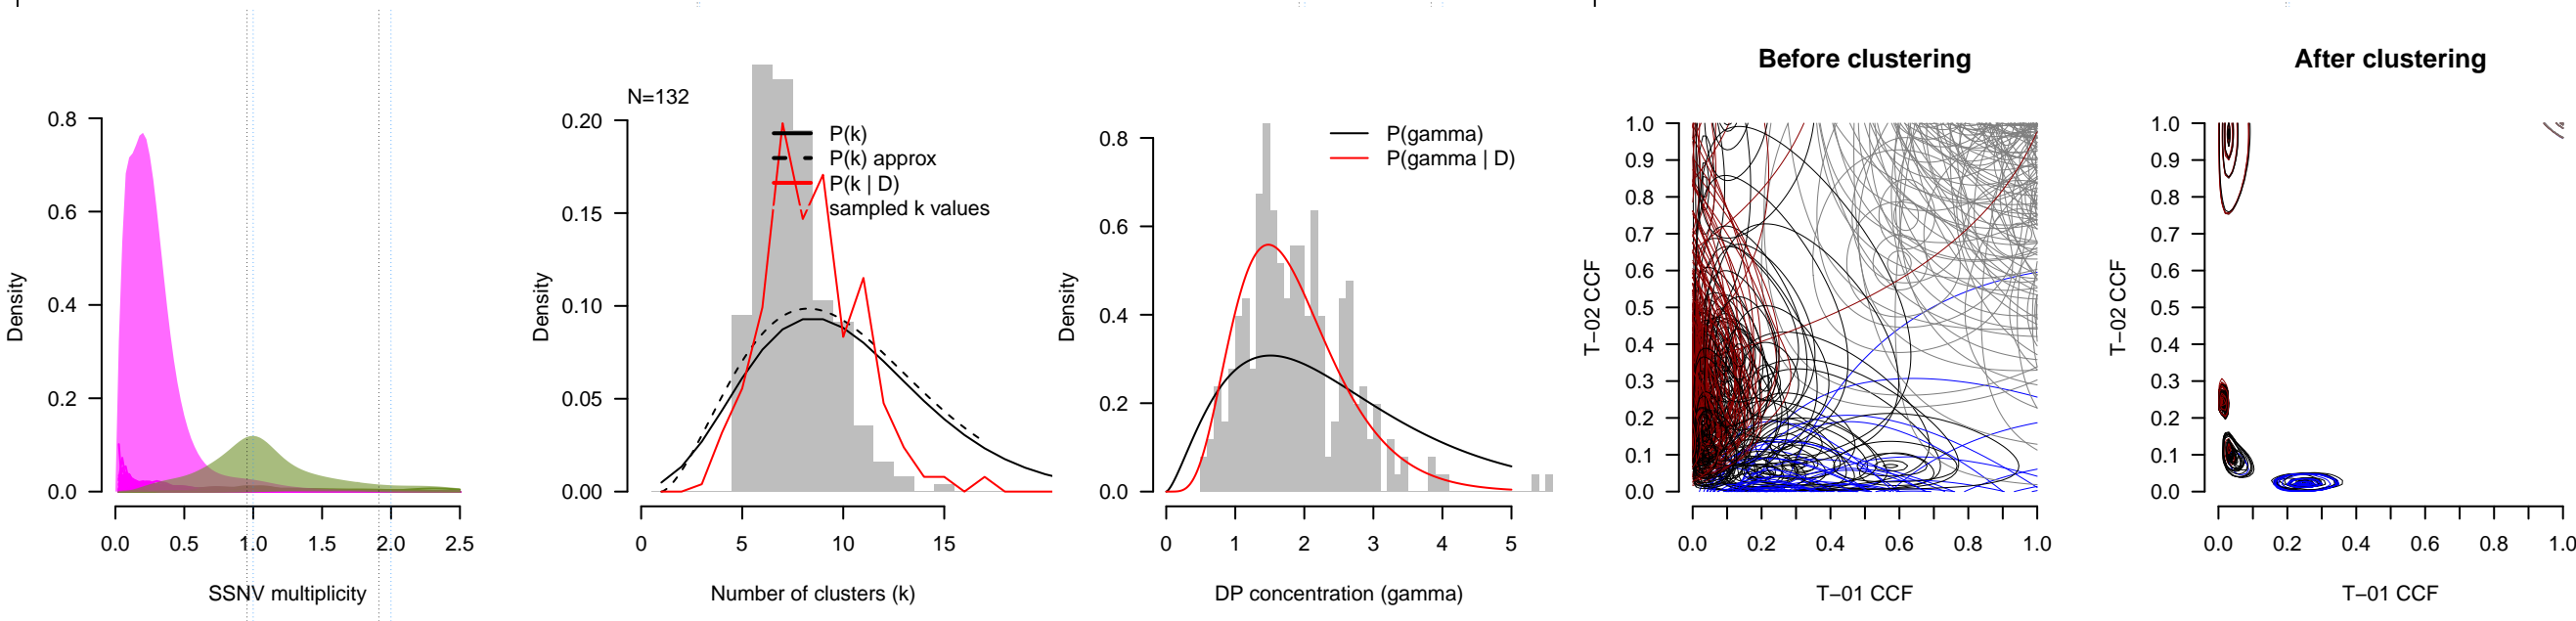 0.8
0.6
0.4
0.2
0.0
Density
0.0 0.5 1.0 1.5 2.0 2.5
SSNV multiplicity
N=132
P(k)
P(k) approx
P(k | D)
sampled k values
0.20
0.15
0.10
0.05
0.00
Density
0 5 10 15
Number of clusters (k)
P(gamma)
P(gamma | D)
0.8
0.6
0.4
0.2
0.0
Density
0 1 2 3 4 5
DP concentration (gamma)
Before clustering
1.0
0.9
0.8
0.7
0.6
0.5
0.4
0.3
0.2
0.1
0.0
T−02 CCF
0.0 0.2 0.4 0.6 0.8 1.0
T−01 CCF
After clustering
1.0
0.9
0.8
0.7
0.6
0.5
0.4
0.3
0.2
0.1
0.0
T−02 CCF
0.0 0.2 0.4 0.6 0.8 1.0
T−01 CCF